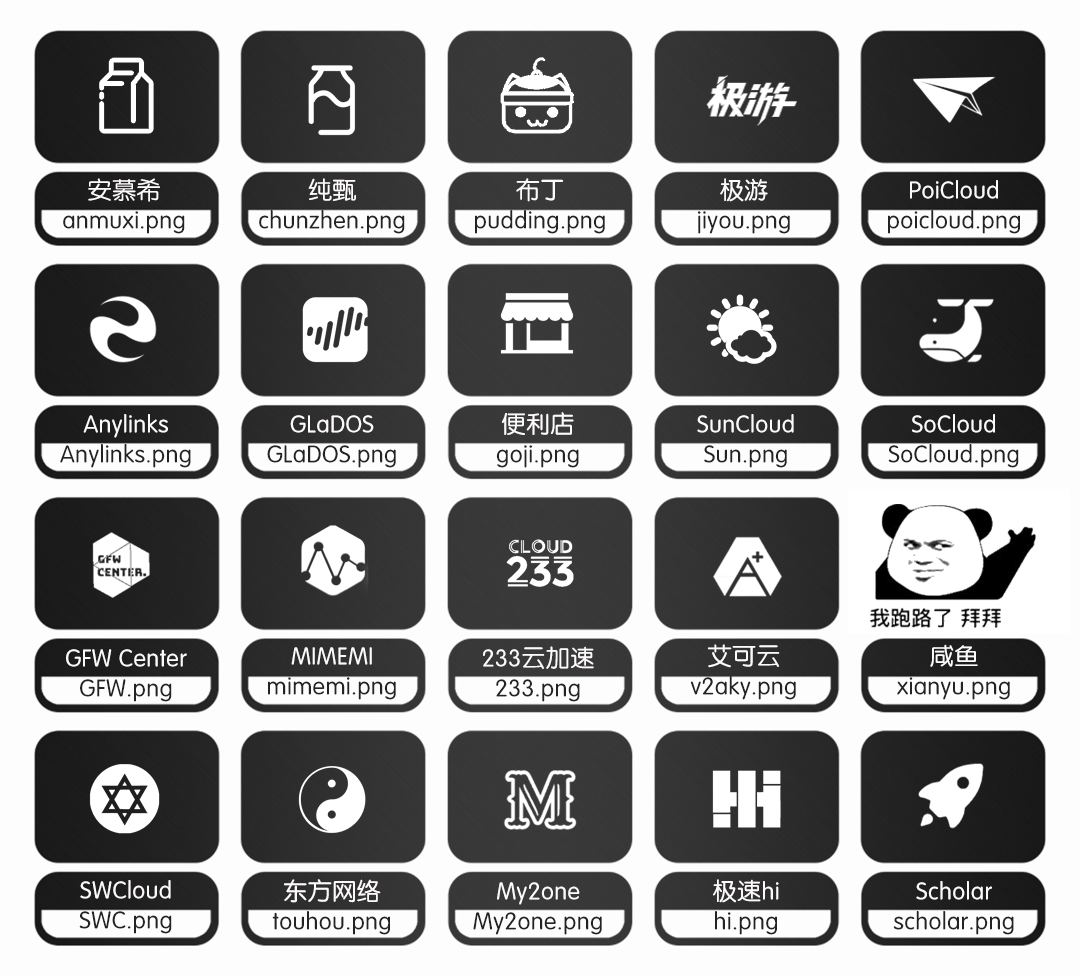 极游
安慕希
anmuxi.png
纯甄
chunzhen.png
布丁
pudding.png
极游
jiyou.png
PoiCloud
poicloud.png
Anylinks
Anylinks.png
GLaDOS
GLaDOS.png
便利店
goji.png
SunCloud
Sun.png
SoCloud
SoCloud.png
GFW
CENTER.
CLOUD
233
A+
我跑路了 拜拜
GFW Center
GFW.png
MIMEMI
mimemi.png
233云加速
233.png
艾可云
v2aky.png
咸鱼
xianyu.png
M
Hi
SWCloud
SWC.png
东方网络
touhou.png
My2one
My2one.png
极速hi
hi.png
Scholar
scholar.png